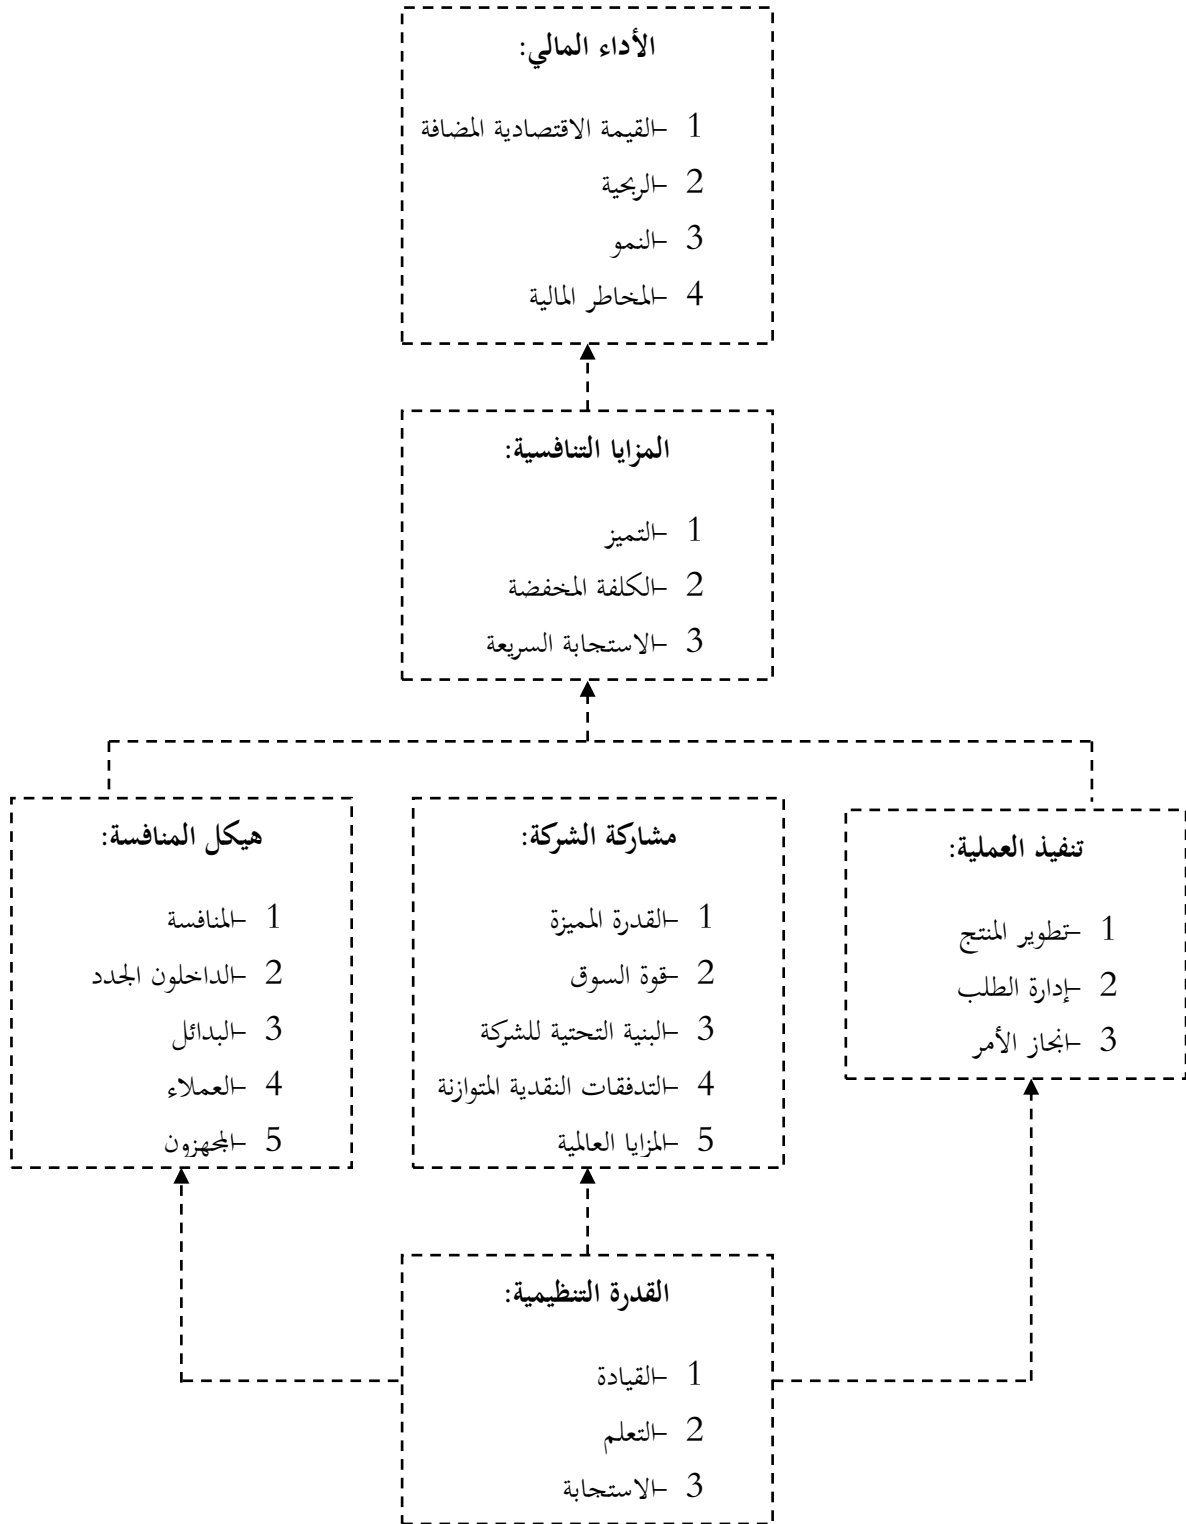 الأداء المالي:
1 -القيمة الاقتصادية المضافة
2 -الربحية
3 -النمو
4 -المخاطر المالية
المزايا التنافسية:
1 -التميز
2 -الكلفة المخفضة
3 -الاستجابة السريعة
تنفيذ العملية:
1 -تطوير المنتج
2 -إدارة الطلب
3 -انجاز الأمر
مشاركة الشركة:
1 -القدرة المميزة
2 -قوة السوق
3 -البنية التحتية للشركة
4 -التدفقات النقدية المتوازنة
5 -المزايا العالمية
هيكل المنافسة:
1 -المنافسة
2 -الداخلون الجدد
3 -البدائل
4 -العملاء
5 -المجهزون
القدرة التنظيمية:
1 -القيادة
2 -التعلم
3 -الاستجابة